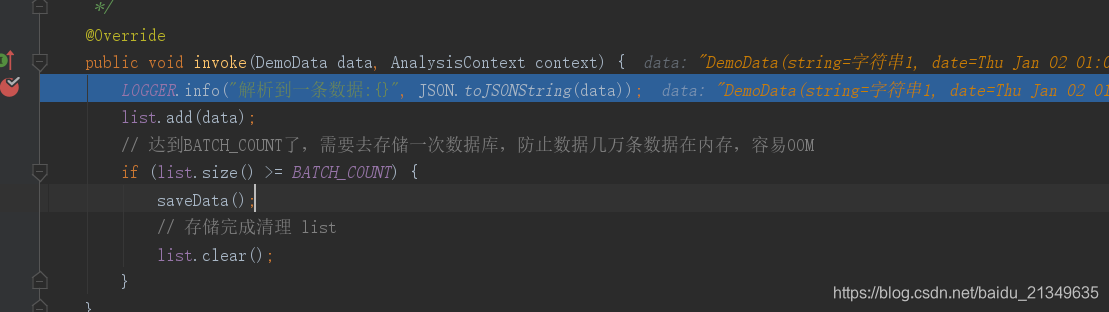 */
@Override
public void invoke(DemoData data, AnalysisContext context) { data: "DemoData(string=字符串1, date=Thu Jan 02 01:0
LOGGER.info("解析到一条数据:{}", JSON.toJSONString(data)); data: "DemoData(string=字符串1, date=Thu Jan 02 01
list.add(data);
// 达到BATCH_COUNT了，需要去存储一次数据库，防止数据几万条数据在内存，容易OOM
if (list.size() >= BATCH_COUNT) {
saveData();
// 存储完成清理 list
list.clear();
}
}
https://blog.csdn.net/baidu_21349635